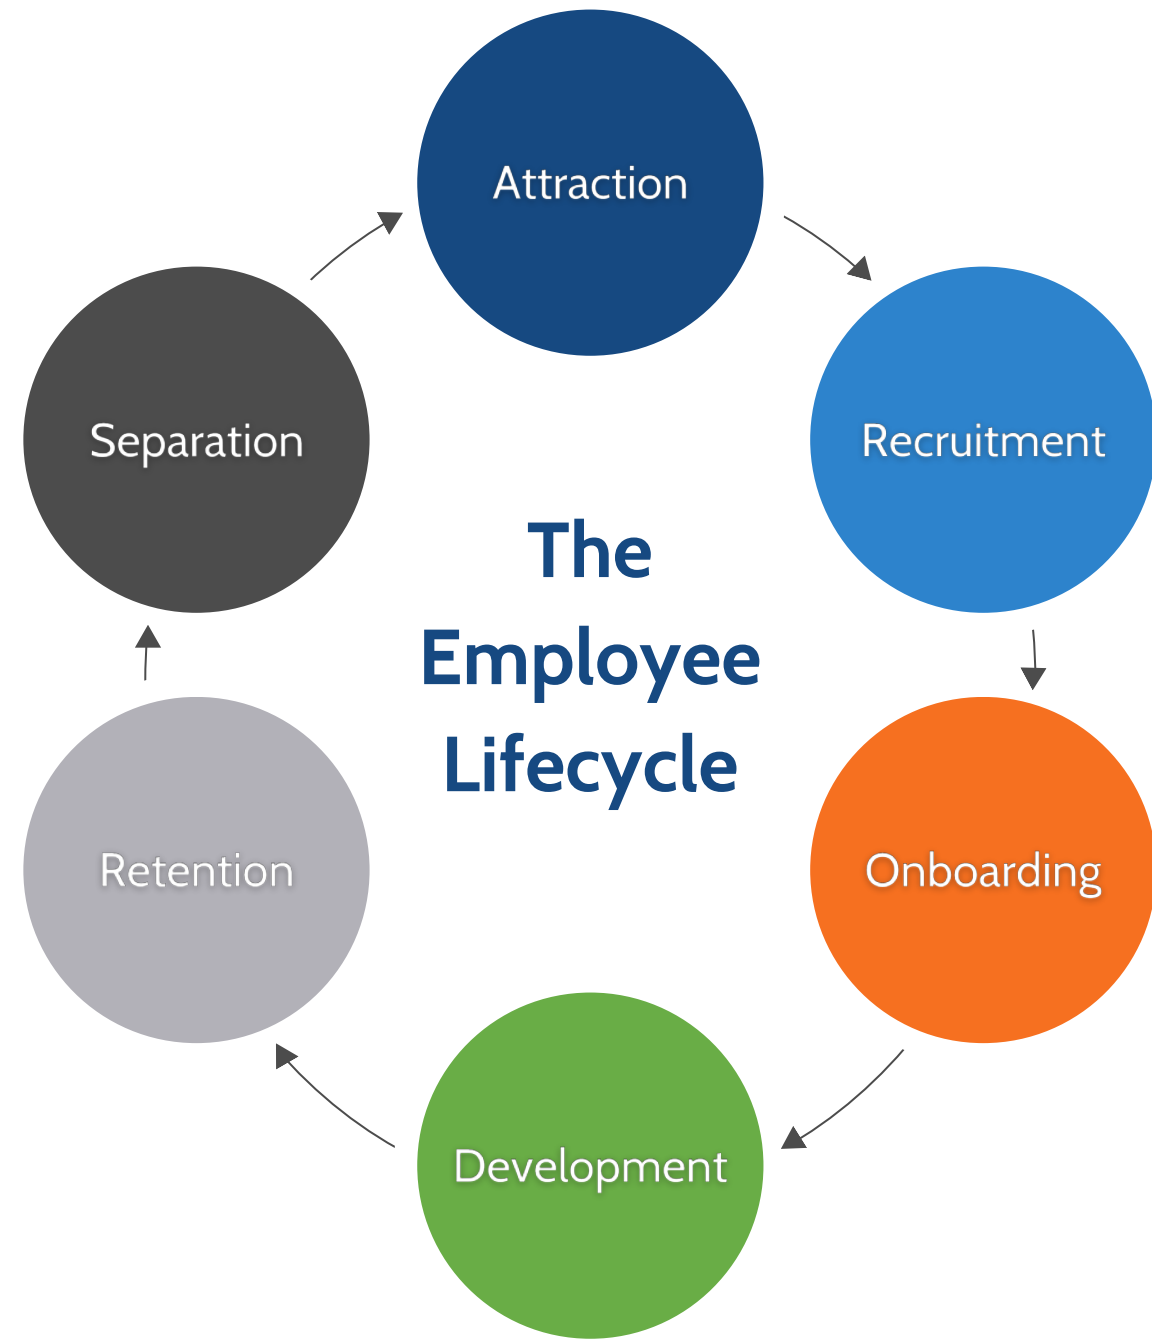 Attraction
Recruitment
Onboarding
Development
Retention
Separation
The
Employee
Lifecycle